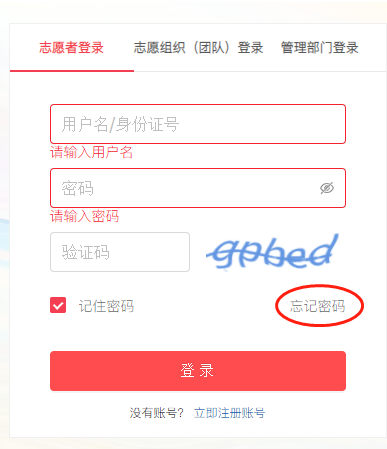 志愿者登录 志愿组织（团队）登录 管理部门登录
用户名/身份证号
请输入用户名
密码
请输入密码
验证码 gpbed
记住密码 忘记密码
登 录
没有账号? 立即注册账号